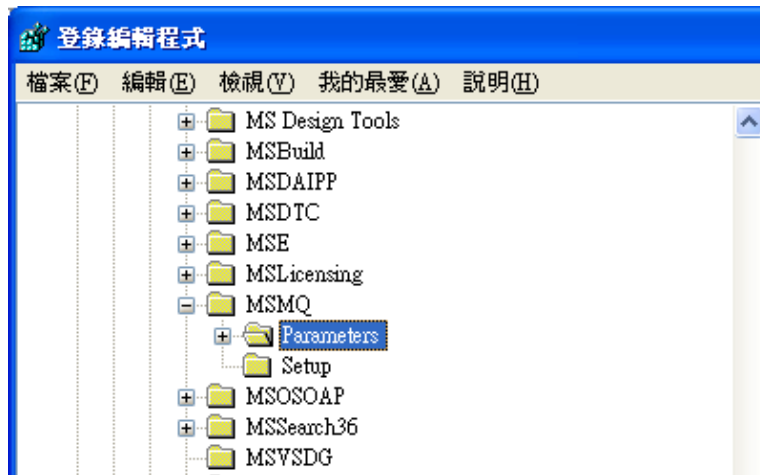 登錄編輯程式
檔案(F) 編輯(E) 檢視(V) 我的最愛(A) 說明(H)
MS Design Tools
MSBuild
MSDAIPP
MSDTC
MSE
MSLicensing
MSMQ
Parameters
Setup
MSOSOAP
MSSearch36
MSVSDG